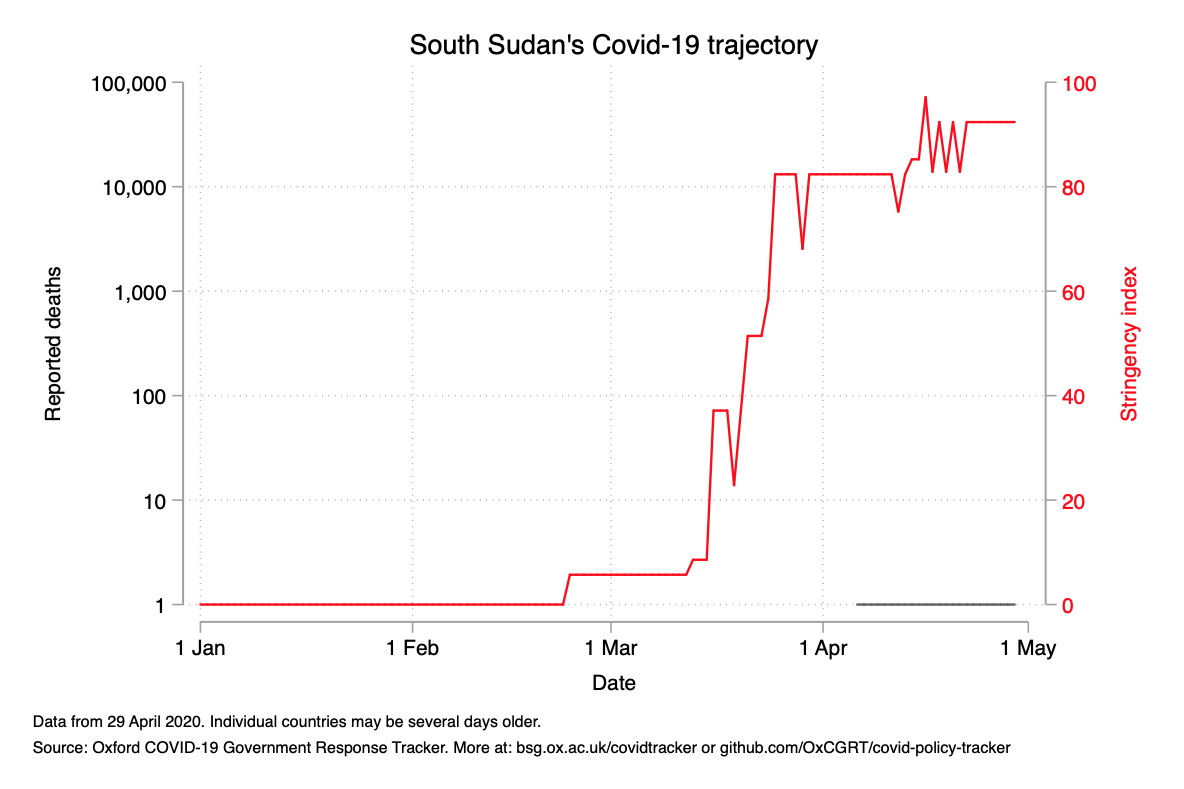 South Sudan's Covid-19 trajectory
100,000
10,000
1,000
100
10
1
Reported deaths
100
80
60
40
20
0
Stringency index
1 Jan
1 Feb
1 Mar
1 Apr
1 May
Date
Data from 29 April 2020. Individual countries may be several days older.
Source: Oxford COVID-19 Government Response Tracker. More at: bsg.ox.ac.uk/covidtracker or github.com/OxCGRT/covid-policy-tracker